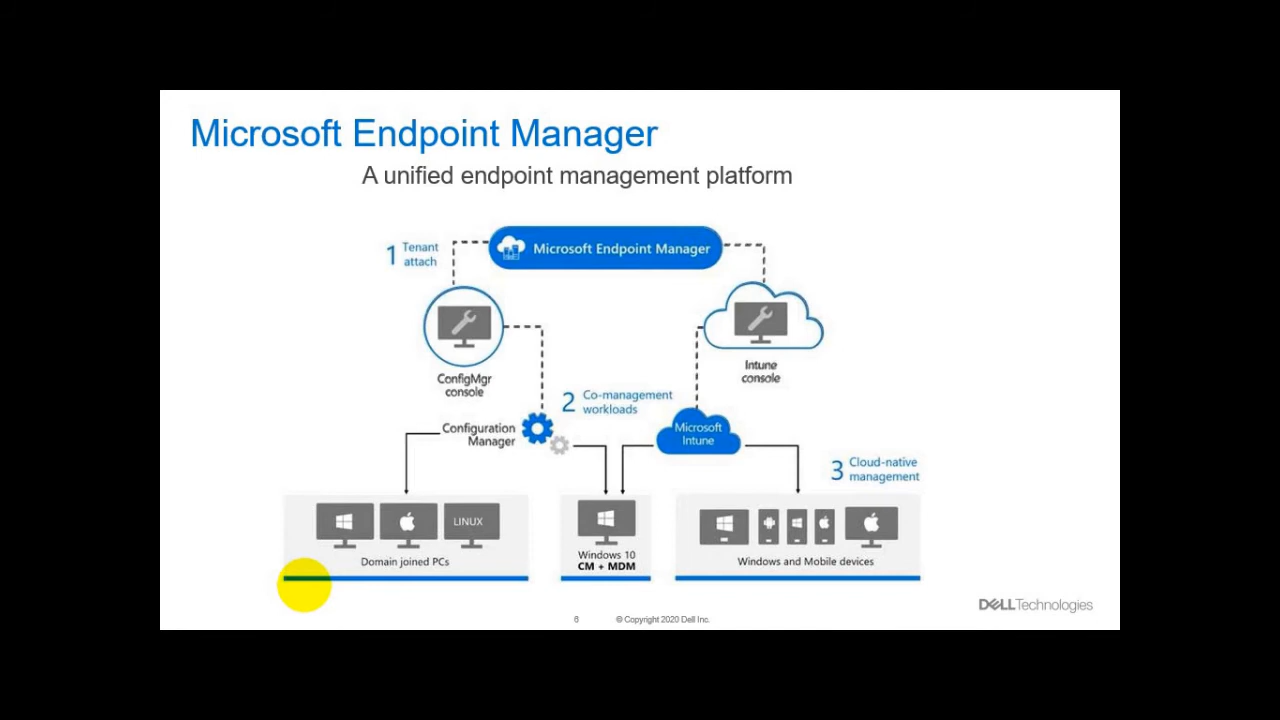 Microsoft Endpoint Manager
A unified endpoint management platform
1 Tenant
attach
Microsoft Endpoint Manager
ConfigMgr
console
Intune
console
2 Co-management
workloads
Configuration
Manager
Microsoft
Intune
3 Cloud-native
management
LINUX
Domain joined PCs
Windows 10
CM + MDM
Windows and Mobile devices
DELLTechnologies
6 © Copyright 2020 Dell Inc.